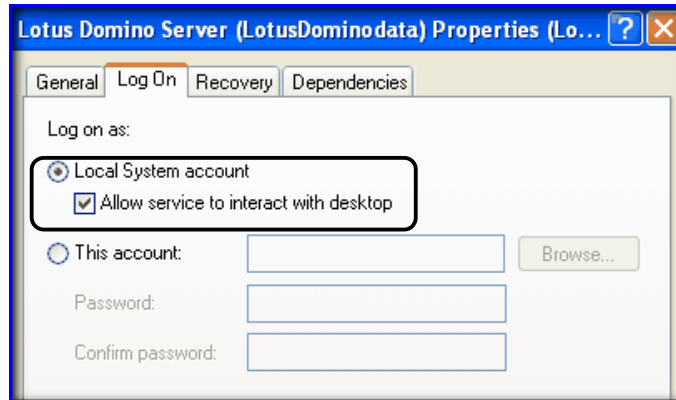 Lotus Domino Server (LotusDominodata) Properties (Lo...
General Log On Recovery Dependencies
Log on as:
Local System account
Allow service to interact with desktop
This account: Browse...
Password:
Confirm password: